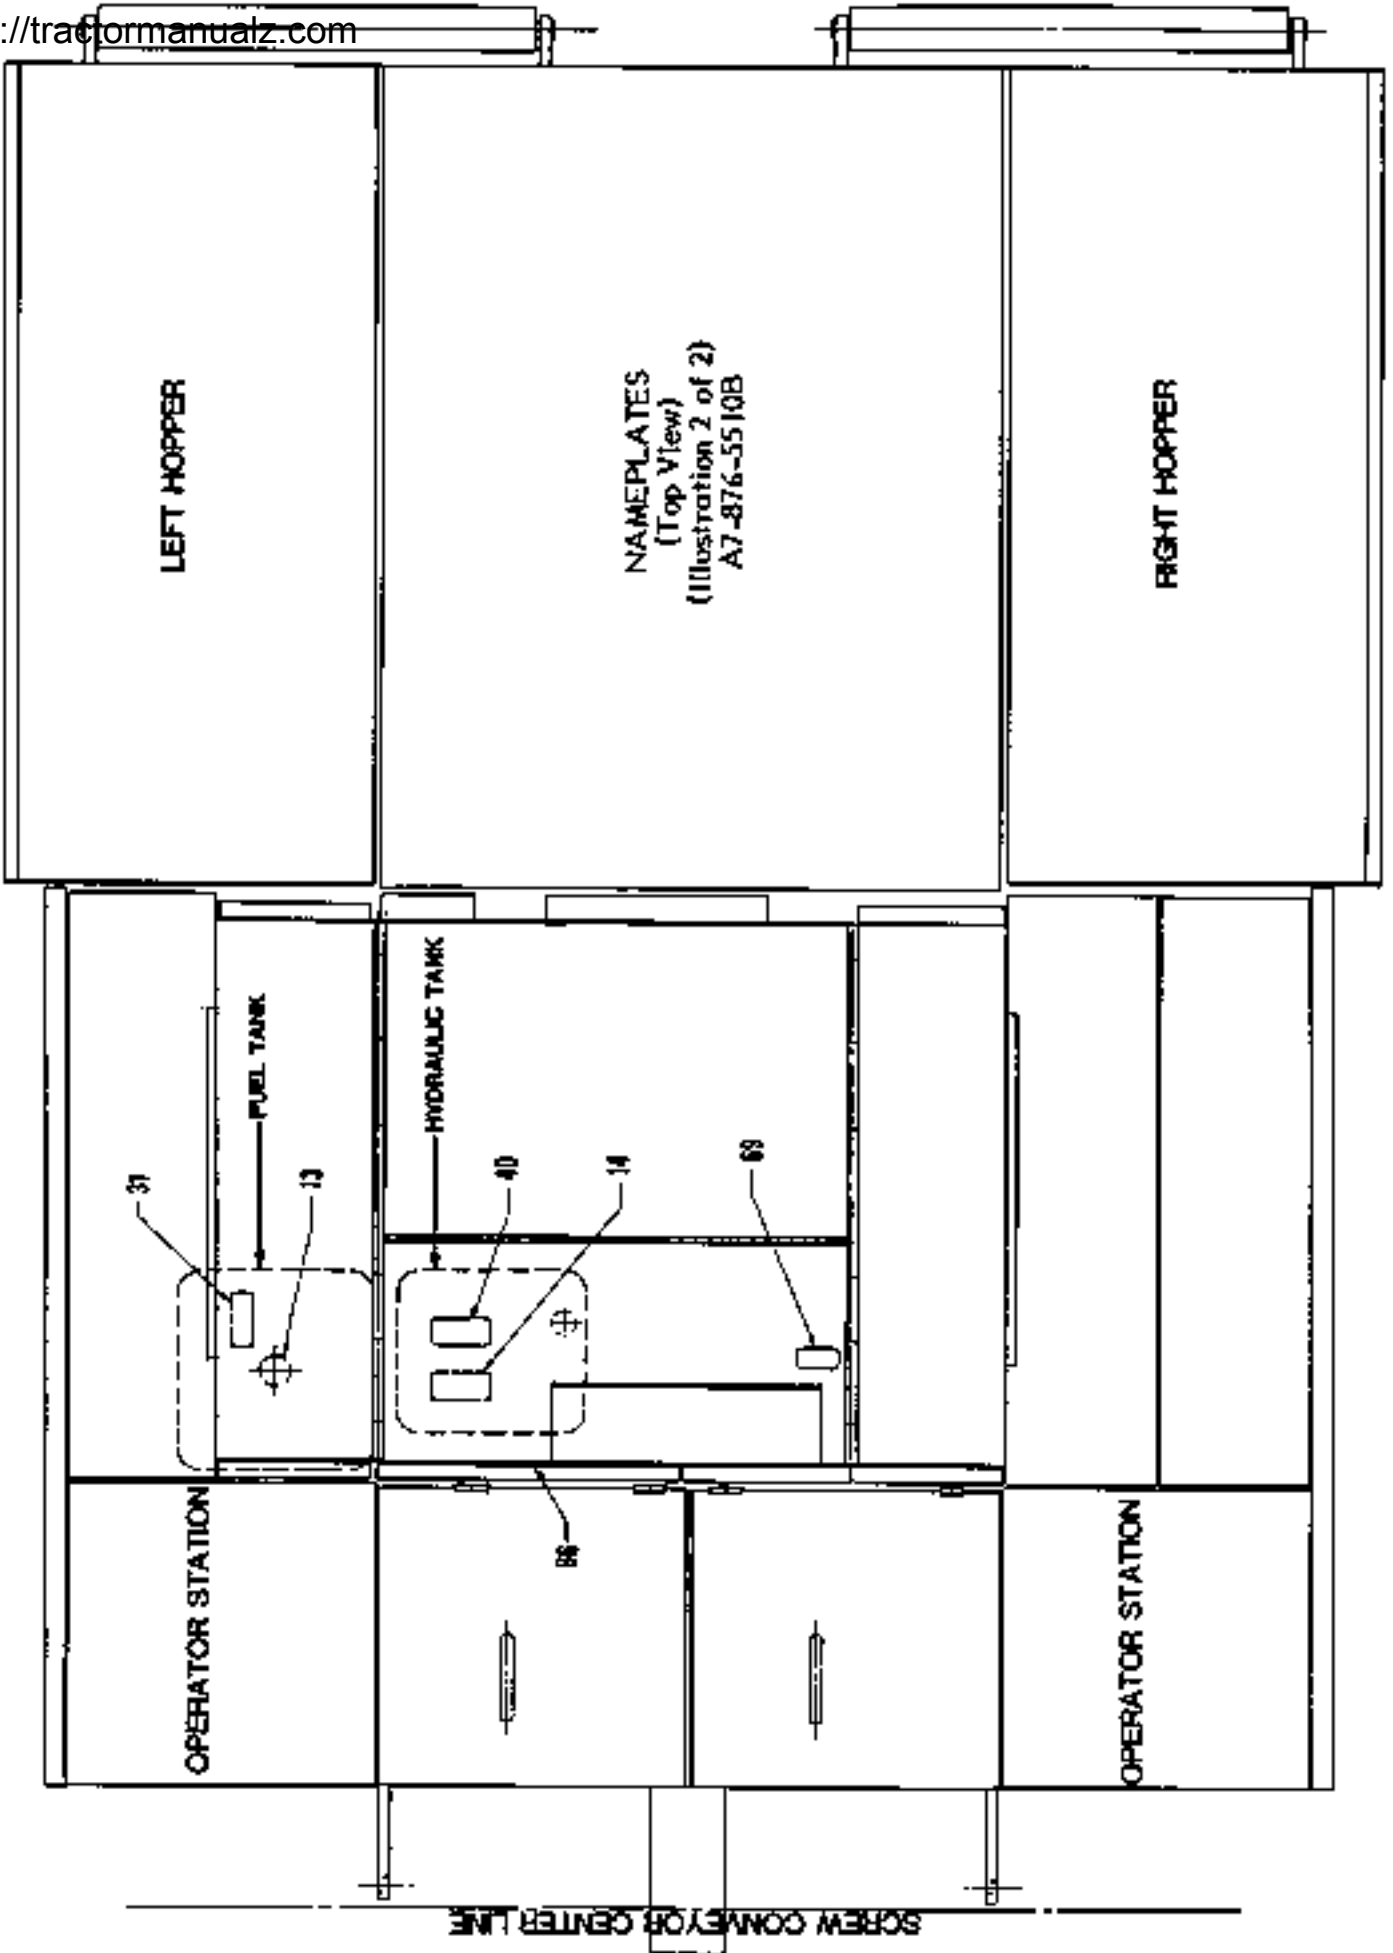 ://tractormanualz.com
LEFT HOPPER
NAMEPLATES
(Top View)
(Illustration 2 of 2)
A7-876-5510B
RIGHT HOPPER
FUEL TANK
HYDRAULIC TANK
31
13
40
14
69
OPERATOR STATION
OPERATOR STATION
SCREW CONVEYOR CENTER LINE